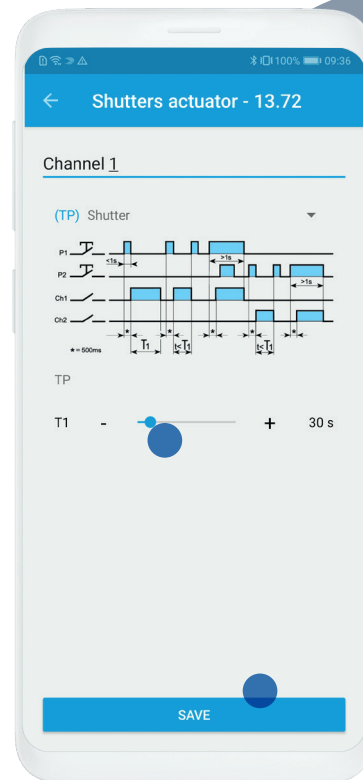 100% 09:36
Shutters actuator - 13.72
Channel 1
(TP) Shutter
P1 <1s >1s
P2 >1s
Ch1
Ch2
* * * * *
* = 500ms T1 t<T1 t<T1
TP
T1 - + 30 s
SAVE